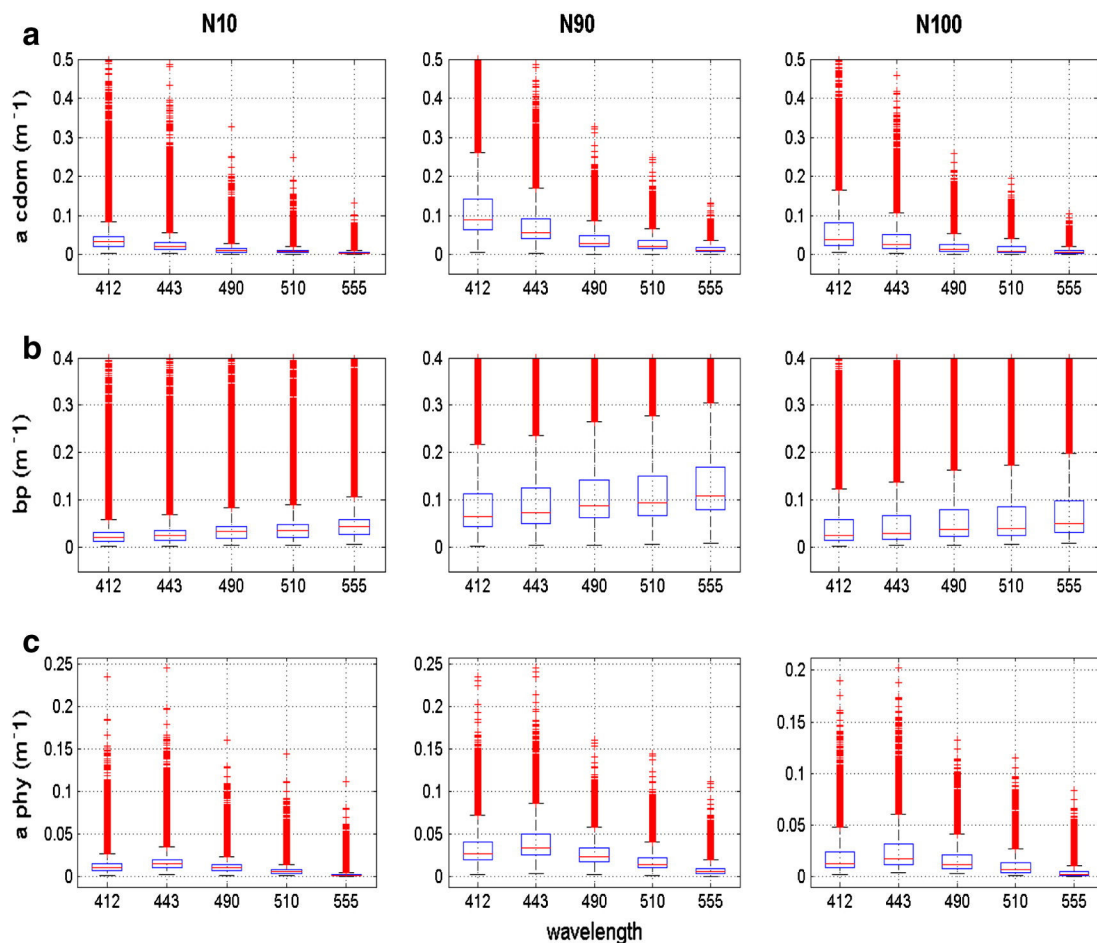 N10 N90 N100
a
a cdom (m⁻¹)
0.5 0.5 0.5
0.4 0.4 0.4
0.3 0.3 0.3
0.2 0.2 0.2
0.1 0.1 0.1
0 0 0
412 443 490 510 555 412 443 490 510 555 412 443 490 510 555
b
bp (m⁻¹)
0.4 0.4 0.4
0.3 0.3 0.3
0.2 0.2 0.2
0.1 0.1 0.1
0 0 0
412 443 490 510 555 412 443 490 510 555 412 443 490 510 555
c
a phy (m⁻¹)
0.25 0.25 0.2
0.2 0.2 0.15
0.15 0.15 0.1
0.1 0.1 0.05
0.05 0.05 0
0 0
412 443 490 510 555 412 443 490 510 555 412 443 490 510 555
wavelength